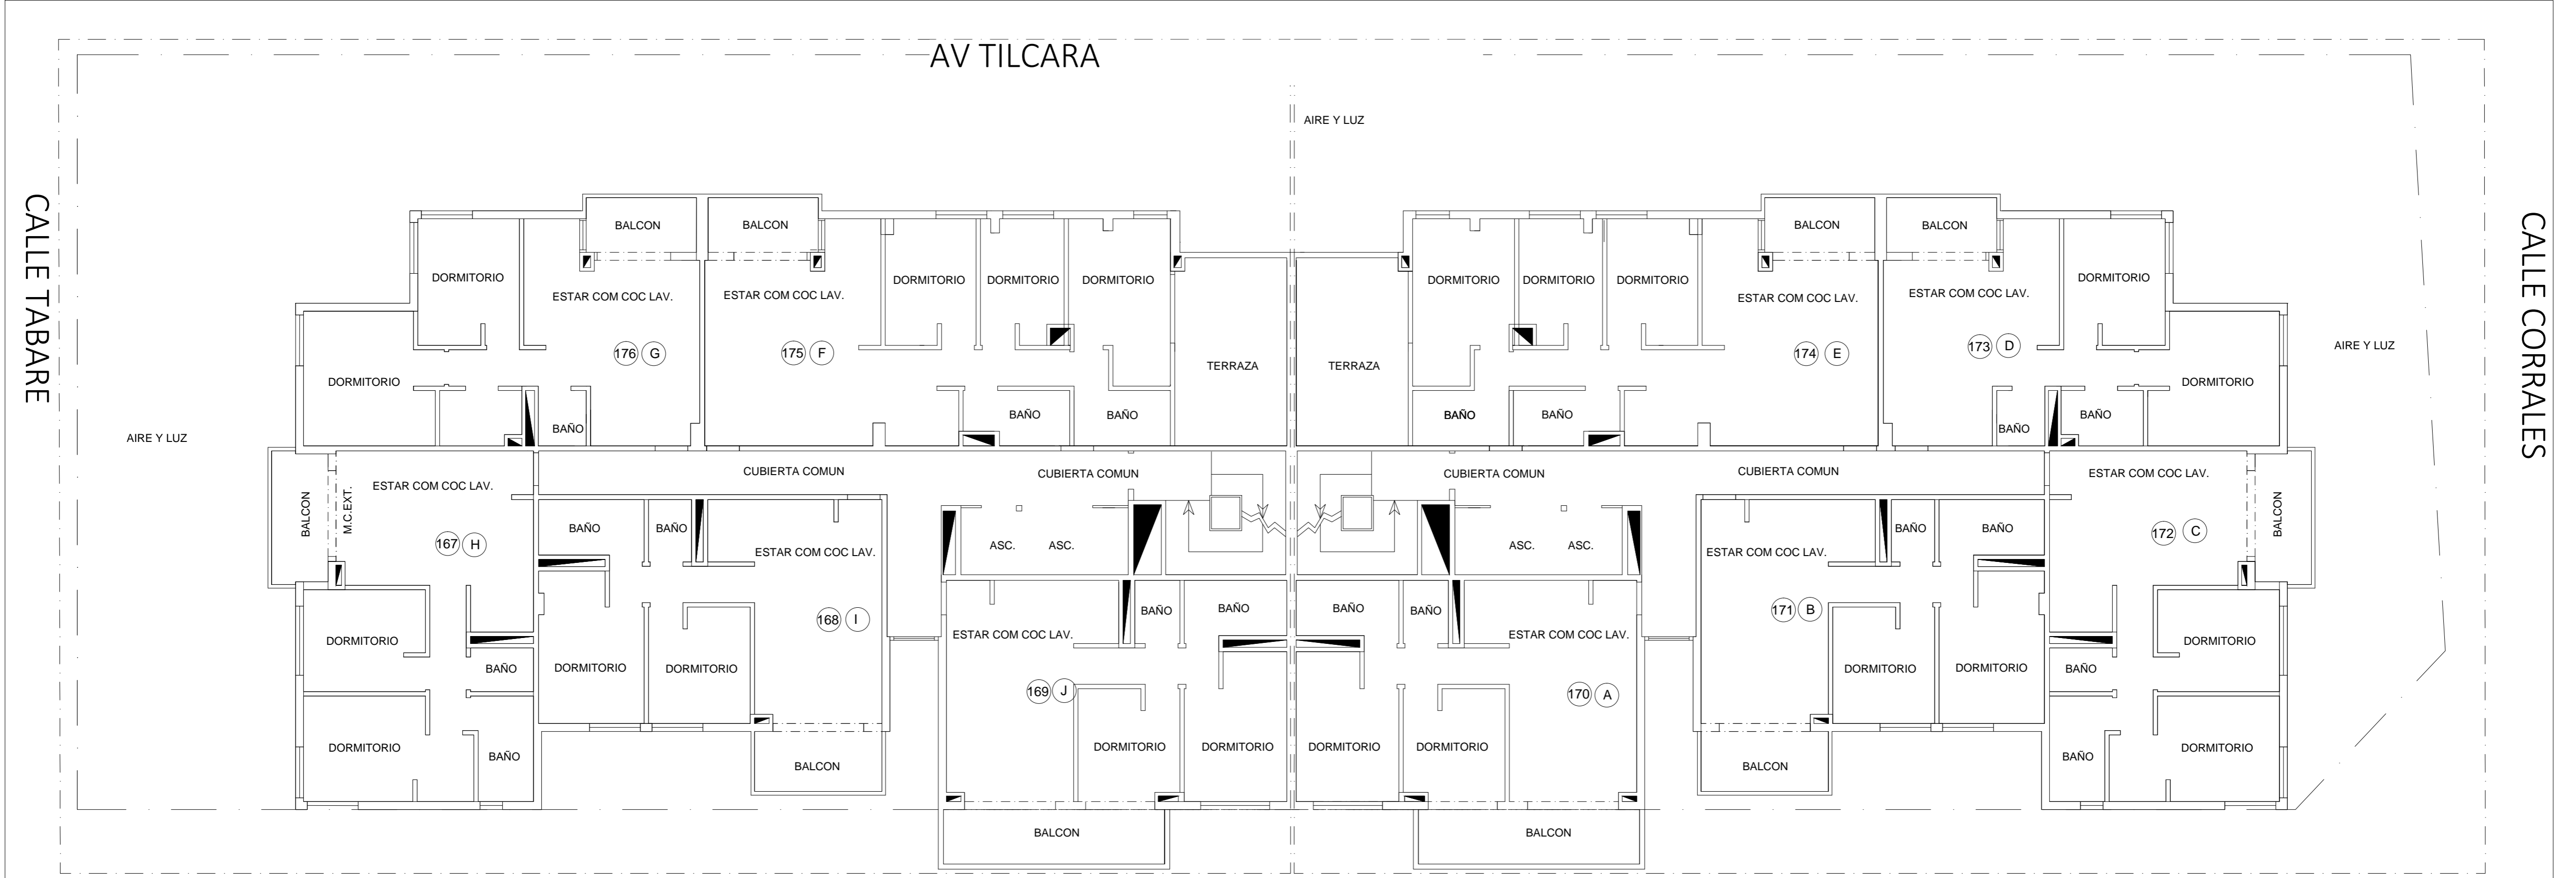 AV TILCARA
AIRE Y LUZ
CALLE TABARE
CALLE CORRALES
BALCON
BALCON
BALCON
BALCON
DORMITORIO
DORMITORIO
DORMITORIO
DORMITORIO
DORMITORIO
DORMITORIO
DORMITORIO
DORMITORIO
ESTAR COM COC LAV.
ESTAR COM COC LAV.
ESTAR COM COC LAV.
ESTAR COM COC LAV.
176 G
175 F
174 E
173 D
AIRE Y LUZ
TERRAZA
TERRAZA
DORMITORIO
DORMITORIO
BAÑO
BAÑO
BAÑO
BAÑO
BAÑO
BAÑO
BAÑO
BAÑO
AIRE Y LUZ
CUBIERTA COMUN
CUBIERTA COMUN
CUBIERTA COMUN
CUBIERTA COMUN
ESTAR COM COC LAV.
ESTAR COM COC LAV.
BALCON
M.C.EXT.
BALCON
BAÑO
BAÑO
BAÑO
BAÑO
167 H
172 C
ASC.
ASC.
ASC.
ASC.
ESTAR COM COC LAV.
ESTAR COM COC LAV.
168 I
171 B
BAÑO
BAÑO
BAÑO
BAÑO
ESTAR COM COC LAV.
ESTAR COM COC LAV.
DORMITORIO
DORMITORIO
BAÑO
DORMITORIO
DORMITORIO
DORMITORIO
DORMITORIO
BAÑO
169 J
170 A
DORMITORIO
BAÑO
BALCON
DORMITORIO
DORMITORIO
DORMITORIO
DORMITORIO
BALCON
BAÑO
DORMITORIO
BALCON
BALCON